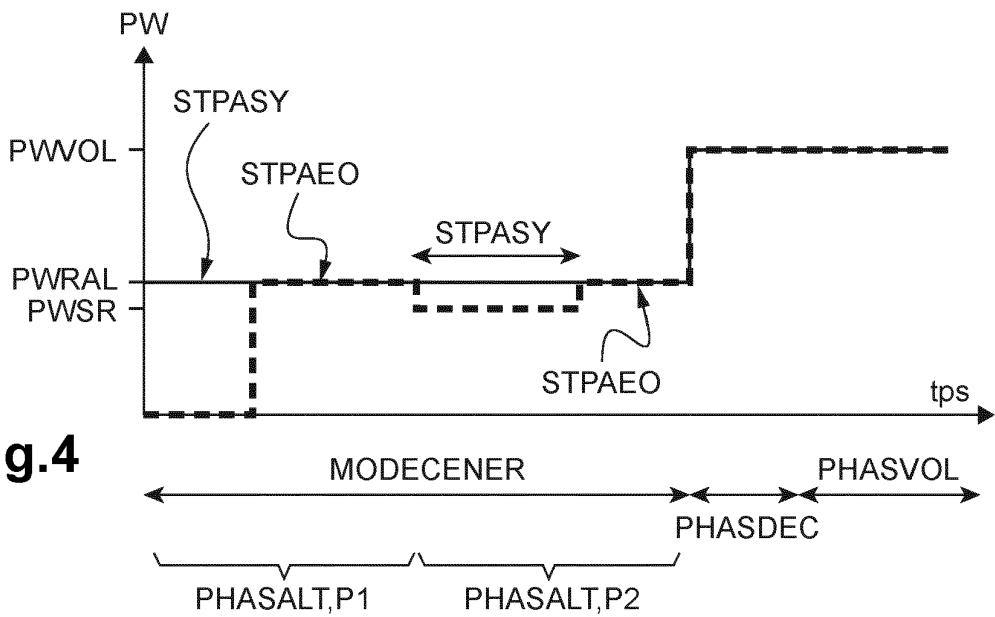 PW
STPASY
PWVOL
STPAEO
STPASY
PWRAL
PWSR
STPAEO
tps
g.4
MODECENER
PHASVOL
PHASDEC
PHASALT,P1
PHASALT,P2